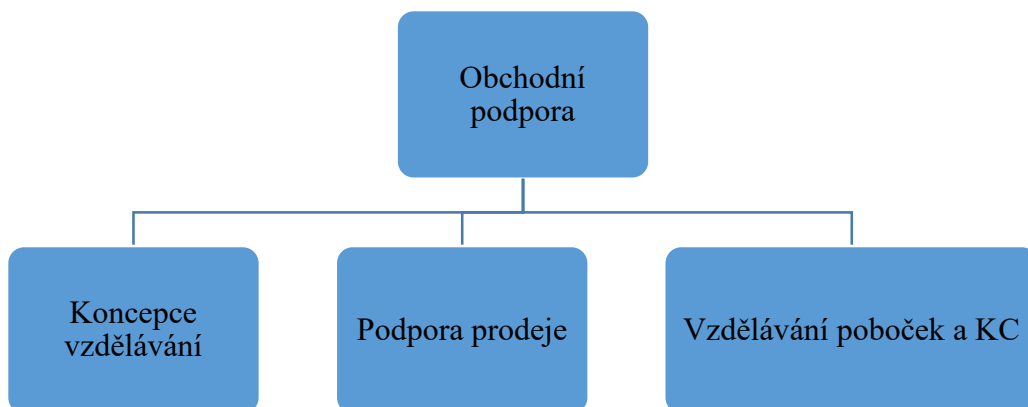 Obchodní
podpora
Koncepce
vzdělávání
Podpora prodeje
Vzdělávání poboček a KC